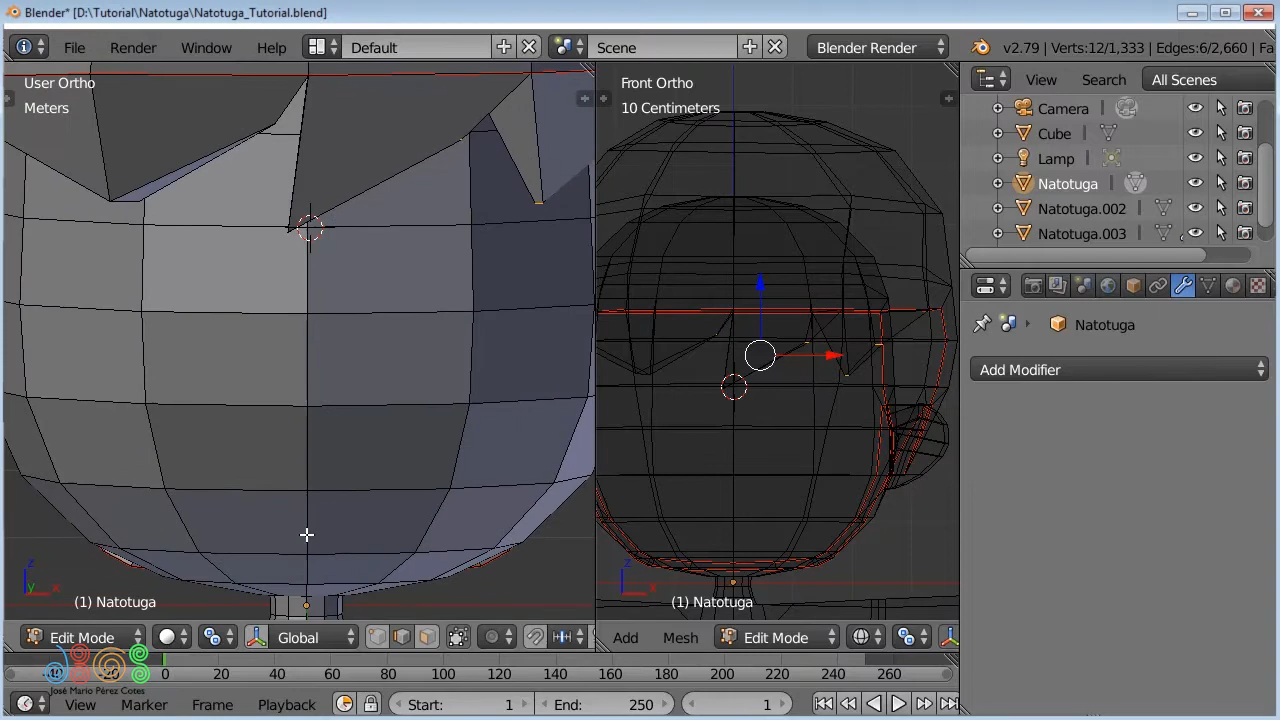 Blender* [D:\Tutorial\Natotuga\Natotuga_Tutorial.blend]
File Render Window Help Default Scene Blender Render v2.79 | Verts:12/1,333 | Edges:6/2,660 | Fa
User Ortho
Meters
Front Ortho
10 Centimeters
View Search All Scenes
Camera
Cube
Lamp
Natotuga
Natotuga.002
Natotuga.003
Natotuga
Add Modifier
z
y x
(1) Natotuga
z
x
(1) Natotuga
Edit Mode Global Add Mesh Edit Mode
0 20 40 60 80 100 120 140 160 180 200 220 240 260
José Mario Pérez Cotes
View Marker Frame Playback Start: 1 End: 250 1